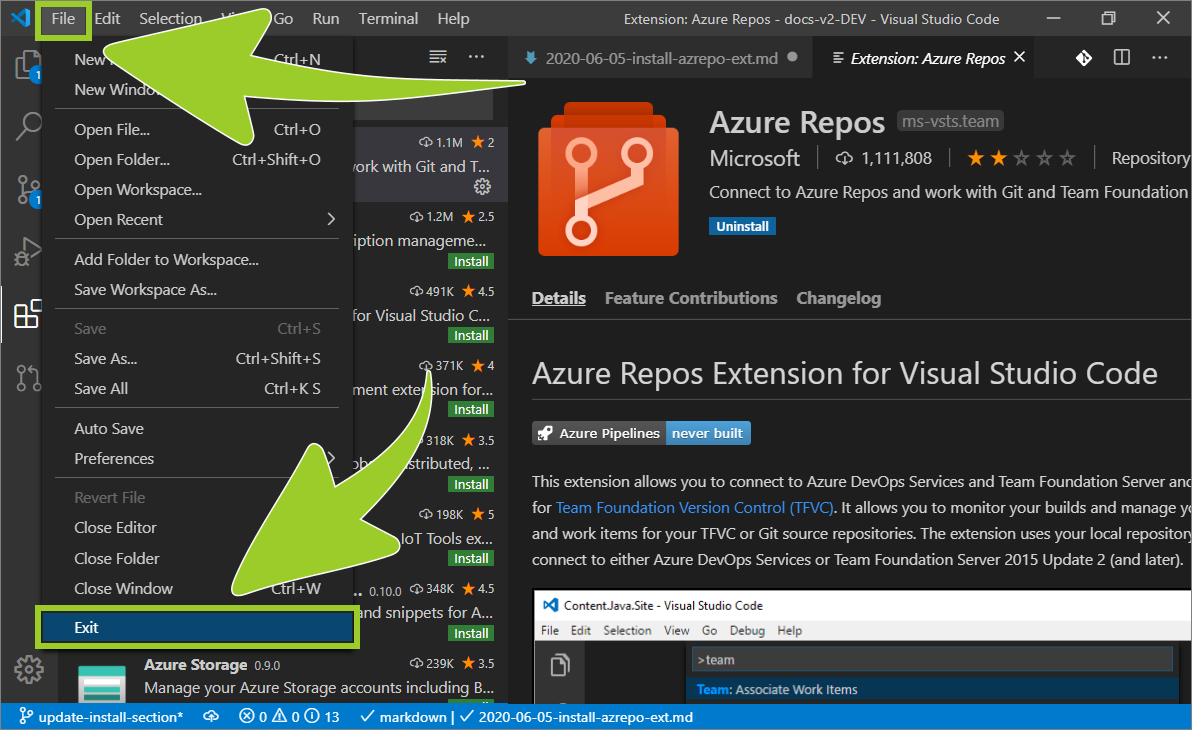 File Edit Selection Go Run Terminal Help Extension: Azure Repos - docs-v2-DEV - Visual Studio Code
New Ctrl+N
New Window
Open File... Ctrl+O
Open Folder... Ctrl+Shift+O
Open Workspace...
Open Recent
Add Folder to Workspace...
Save Workspace As...
Save Ctrl+S
Save As... Ctrl+Shift+S
Save All Ctrl+K S
Auto Save
Preferences
Revert File
Close Editor
Close Folder
Close Window Ctrl+W
Exit
1
1
1.1M 2
work with Git and T...
1.2M 2.5
iption manageme...
Install
491K 4.5
for Visual Studio C...
Install
371K 4
ment extension for...
Install
318K 3.5
distributed, ...
Install
198K 5
IoT Tools ex...
Install
... 0.10.0 348K 4.5
and snippets for A...
Install
Azure Storage 0.9.0 239K 3.5
Manage your Azure Storage accounts including B...
2020-06-05-install-azrepo-ext.md
Extension: Azure Repos
Azure Repos ms-vsts.team
Microsoft 1,111,808 Repository
Connect to Azure Repos and work with Git and Team Foundation
Uninstall
Details Feature Contributions Changelog
Azure Repos Extension for Visual Studio Code
Azure Pipelines never built
This extension allows you to connect to Azure DevOps Services and Team Foundation Server and
for Team Foundation Version Control (TFVC). It allows you to monitor your builds and manage yo
and work items for your TFVC or Git source repositories. The extension uses your local repository
connect to either Azure DevOps Services or Team Foundation Server 2015 Update 2 (and later).
Content.Java.Site - Visual Studio Code
File Edit Selection View Go Debug Help
>team
Team: Associate Work Items
update-install-section* 0 0 13 markdown | 2020-06-05-install-azrepo-ext.md